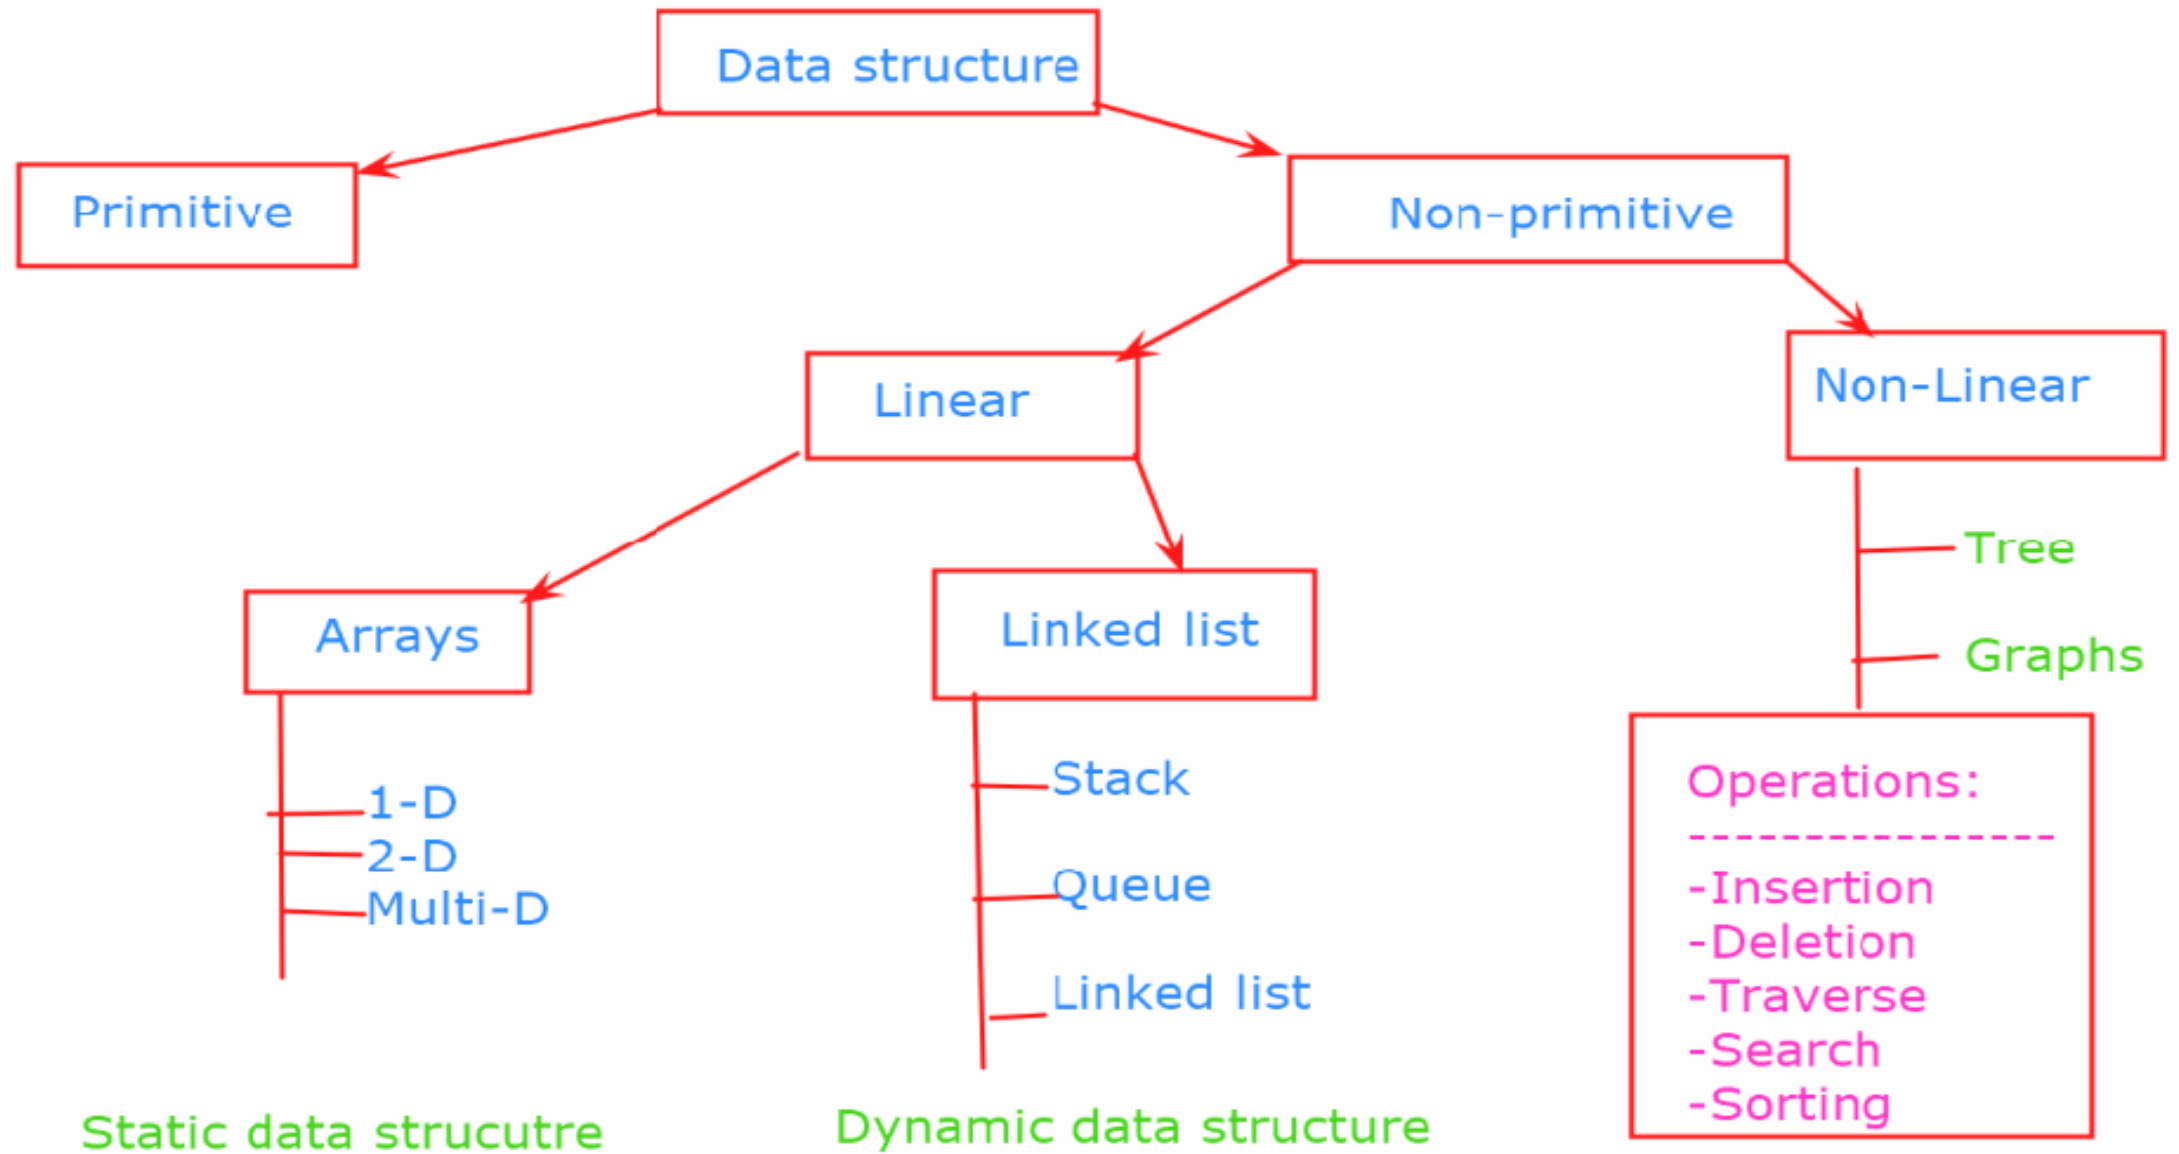 Data structure
Primitive
Non-primitive
Linear
Non-Linear
Arrays
Linked list
Tree
Graphs
1-D
2-D
Multi-D
Stack
Queue
Linked list
Operations:
----------------
-Insertion
-Deletion
-Traverse
-Search
-Sorting
Static data strucutre
Dynamic data structure